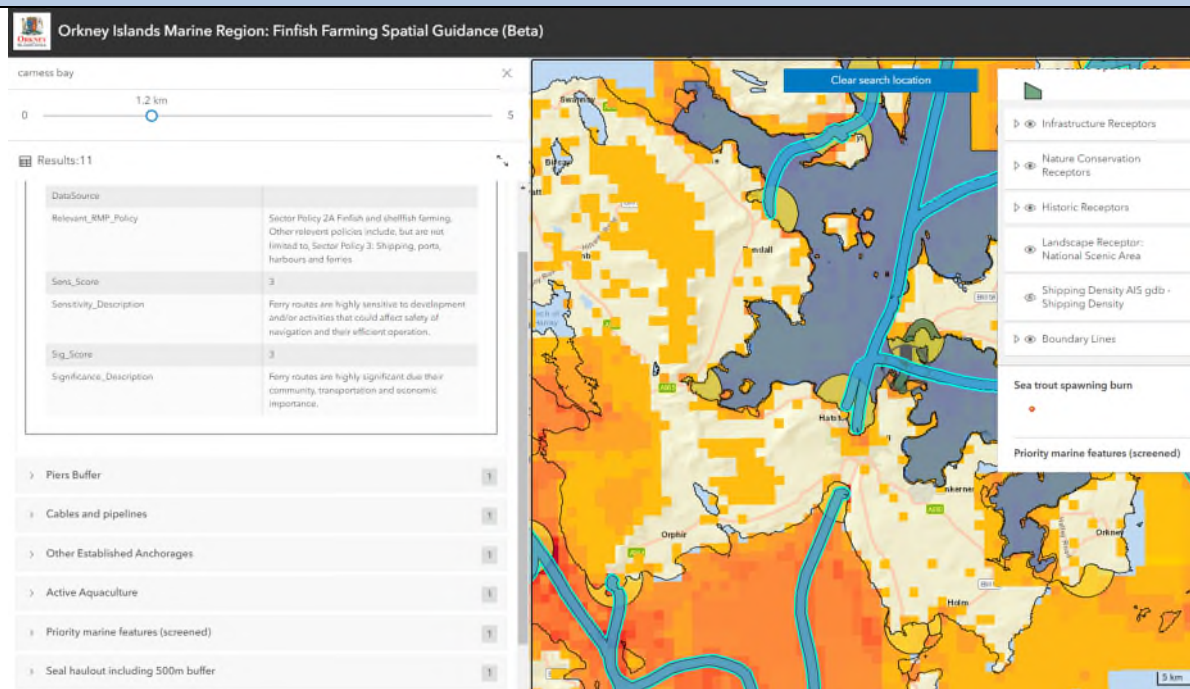 Orkney Islands Marine Region: Finfish Farming Spatial Guidance (Beta)
carness bay
1.2 km
0
5
Results:11
DataSource
Relevant_RMP_Policy
Sector Policy 2A Finfish and shellfish farming.
Other relevent policies include, but are not
limited to, Sector Policy 3: Shipping, ports,
harbours and ferries.
Sens_Score
3
Sensitivity_Description
Ferry routes are highly sensitive to development
and/or activities that could affect safety of
navigation and their efficient operation.
Sig_Score
3
Significance_Description
Ferry routes are highly significant due their
community, transportation and economic
importance.
Piers Buffer
1
Cables and pipelines
1
Other Established Anchorages
1
Active Aquaculture
1
Priority marine features (screened)
1
Seal haulout including 500m buffer
1
Clear search location
Orphir
Holm
Orkney
5 km
Infrastructure Receptors
Nature Conservation
Receptors
Historic Receptors
Landscape Receptor:
National Scenic Area
Shipping Density AIS gdb -
Shipping Density
Boundary Lines
Sea trout spawning burn
Priority marine features (screened)